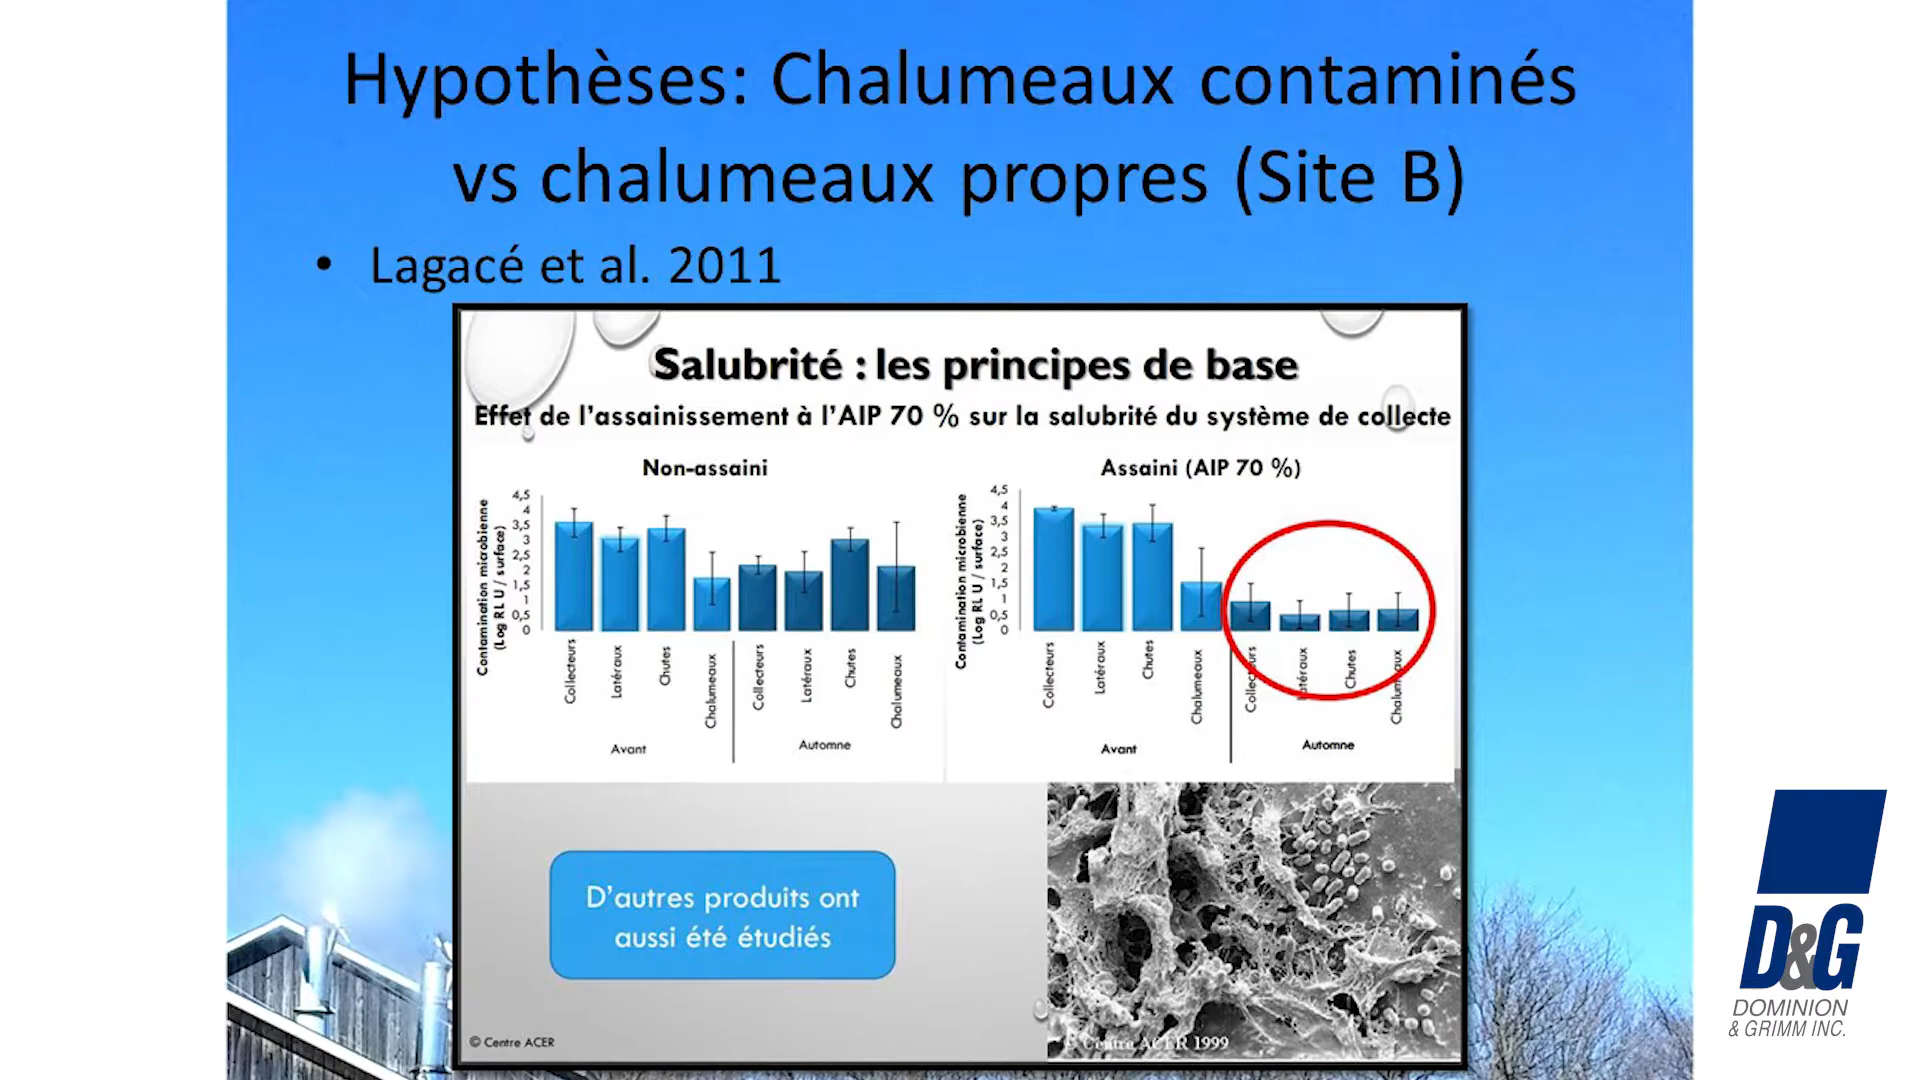 Hypothèses: Chalumeaux contaminés
vs chalumeaux propres (Site B)
• Lagacé et al. 2011
Salubrité : les principes de base
Effet de l'assainissement à l'AIP 70 % sur la salubrité du système de collecte
Non-assaini
Contamination microbienne
(Log RLU / surface)
4,5
4
3,5
3
2,5
2
1,5
1
0,5
0
Collecteurs
Latéraux
Chutes
Chalumeaux
Collecteurs
Latéraux
Chutes
Chalumeaux
Avant
Automne
Assaini (AIP 70 %)
Contamination microbienne
(Log RLU / surface)
4,5
4
3,5
3
2,5
2
1,5
1
0,5
0
Collecteurs
Latéraux
Chutes
Chalumeaux
Collecteurs
Latéraux
Chutes
Chalumeaux
Avant
Automne
D'autres produits ont
aussi été étudiés
© Centre ACER
© Centre ACER 1999
D&G
DOMINION
& GRIMM INC.